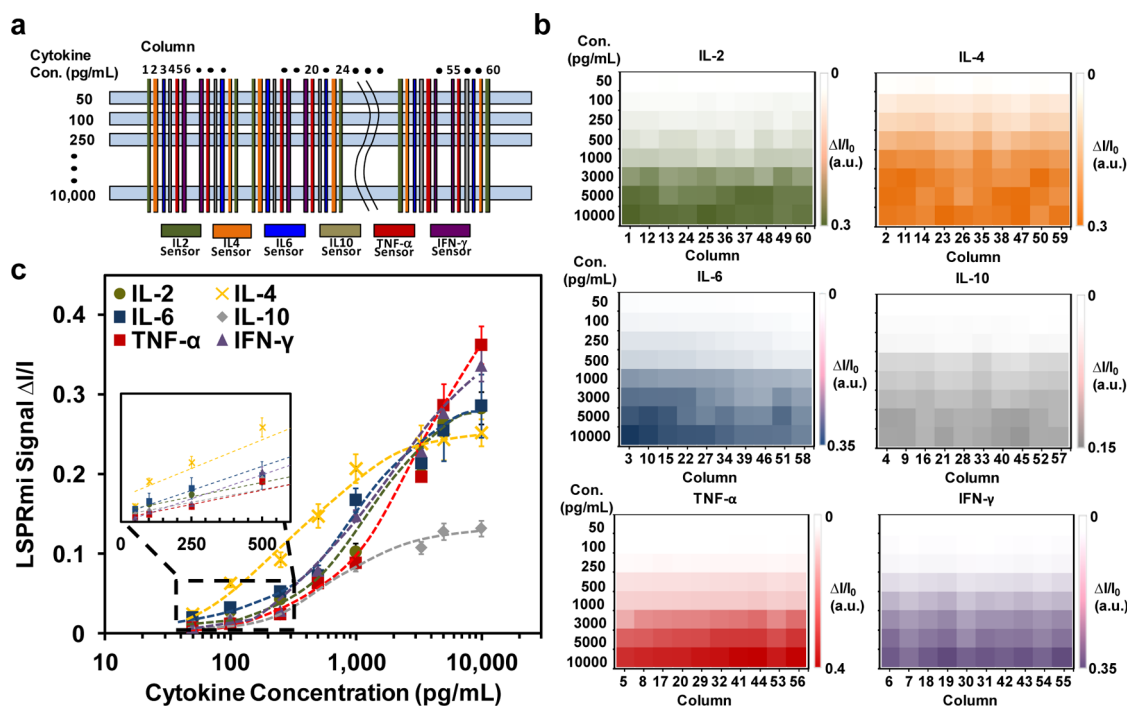 a
Cytokine Column
Con. (pg/mL) 1 2 3 4 5 6 • • • • • 20 • 24 • • • • 55 • • 60
50
100
250
10,000
IL2 Sensor
IL4 Sensor
IL6 Sensor
IL10 Sensor
TNF-α Sensor
IFN-γ Sensor
b
Con. (pg/mL)
IL-2
50
100
250
500
1000
3000
5000
10000
1 12 13 24 25 36 37 48 49 60
Column
0
ΔI/I₀ (a.u.)
0.3
IL-4
2 11 14 23 26 35 38 47 50 59
Column
0
ΔI/I₀ (a.u.)
0.3
Con. (pg/mL)
IL-6
50
100
250
500
1000
3000
5000
10000
3 10 15 22 27 34 39 46 51 58
Column
0
ΔI/I₀ (a.u.)
0.35
IL-10
4 9 16 21 28 33 40 45 52 57
Column
0
ΔI/I₀ (a.u.)
0.15
Con. (pg/mL)
TNF-α
50
100
250
500
1000
3000
5000
10000
5 8 17 20 29 32 41 44 53 56
Column
0
ΔI/I₀ (a.u.)
0.4
IFN-γ
6 7 18 19 30 31 42 43 54 55
Column
0
ΔI/I₀ (a.u.)
0.35
c
LSPRmi Signal ΔI/I
0.4
0.3
0.2
0.1
0
IL-2
IL-4
IL-6
IL-10
TNF-α
IFN-γ
0 250 500
10 100 1,000 10,000
Cytokine Concentration (pg/mL)